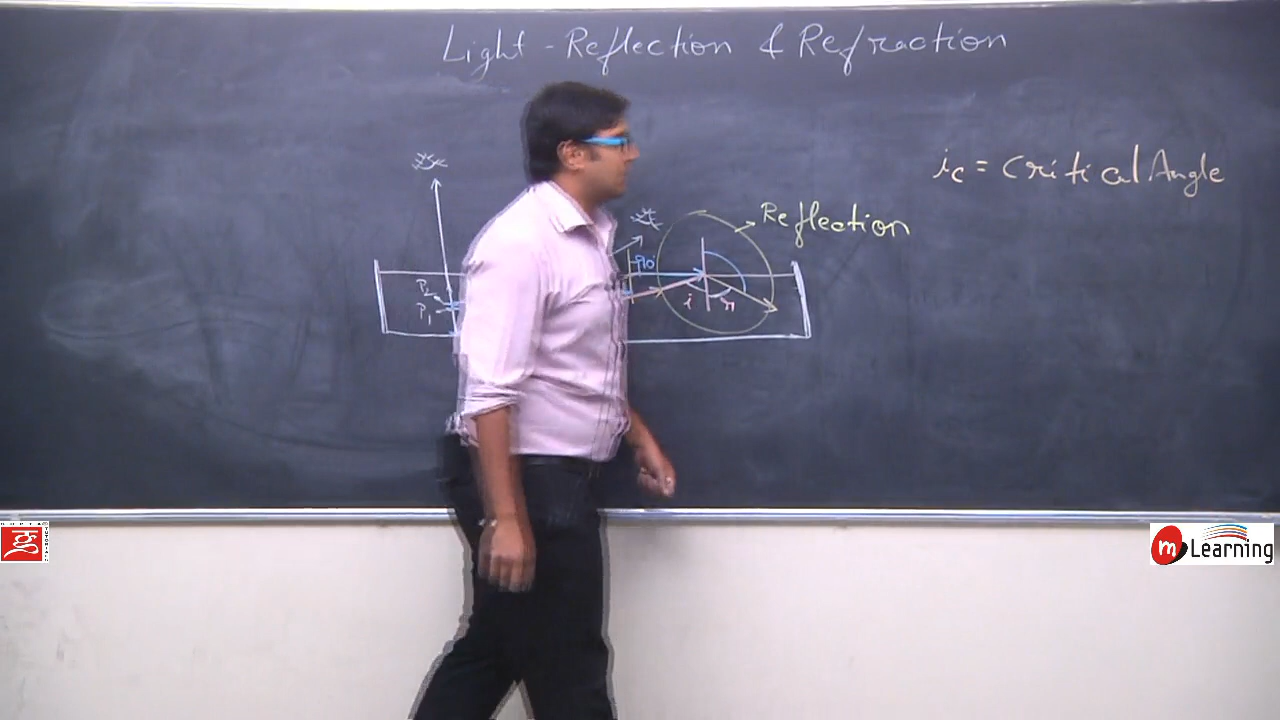 Light - Reflection & Refraction
ic = Critical Angle
Reflection
90°
P2
P1
i
r
m Learning